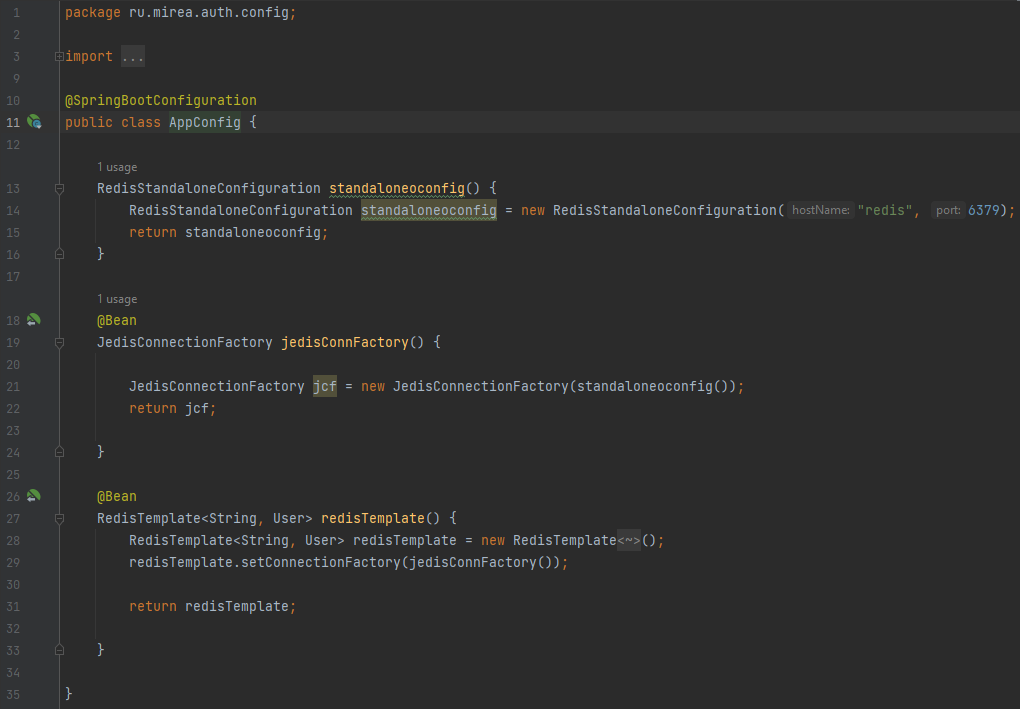 1 package ru.mirea.auth.config;
2
3 import ...
9
10 @SpringBootConfiguration
11 public class AppConfig {
12
1 usage
13 RedisStandaloneConfiguration standaloneoconfig() {
14 RedisStandaloneConfiguration standaloneoconfig = new RedisStandaloneConfiguration( hostName: "redis", port: 6379);
15 return standaloneoconfig;
16 }
17
1 usage
18 @Bean
19 JedisConnectionFactory jedisConnFactory() {
20
21 JedisConnectionFactory jcf = new JedisConnectionFactory(standaloneoconfig());
22 return jcf;
23
24 }
25
26 @Bean
27 RedisTemplate<String, User> redisTemplate() {
28 RedisTemplate<String, User> redisTemplate = new RedisTemplate<~>();
29 redisTemplate.setConnectionFactory(jedisConnFactory());
30
31 return redisTemplate;
32
33 }
34
35 }